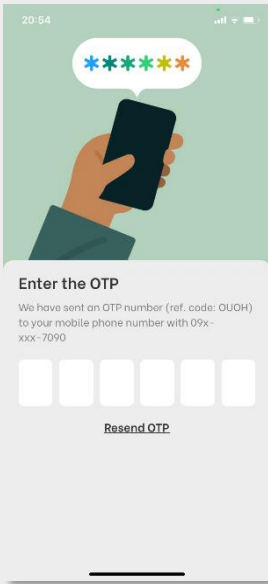 20:54
******
Enter the OTP
We have sent an OTP number (ref. code: OUOH)
to your mobile phone number with 09x-
xxx-7090
Resend OTP